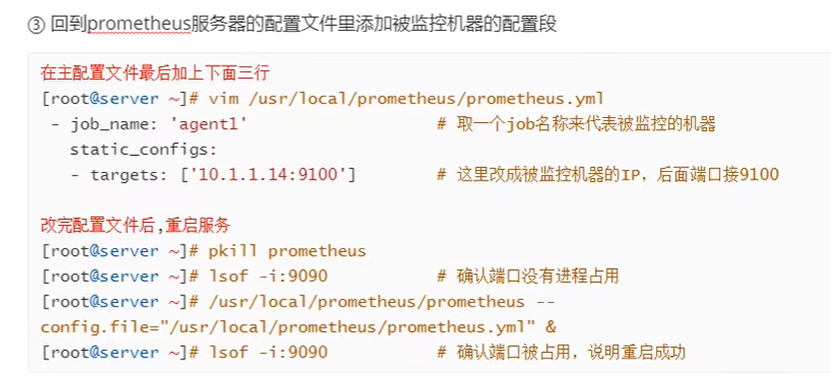 ③ 回到prometheus服务器的配置文件里添加被监控机器的配置段
在主配置文件最后加上下面三行
[root@server ~]# vim /usr/local/prometheus/prometheus.yml
- job_name: 'agent1' # 取一个job名称来代表被监控的机器
static_configs:
- targets: ['10.1.1.14:9100'] # 这里改成被监控机器的IP，后面端口接9100
改完配置文件后,重启服务
[root@server ~]# pkill prometheus
[root@server ~]# lsof -i:9090 # 确认端口没有进程占用
[root@server ~]# /usr/local/prometheus/prometheus --
config.file="/usr/local/prometheus/prometheus.yml" &
[root@server ~]# lsof -i:9090 # 确认端口被占用，说明重启成功